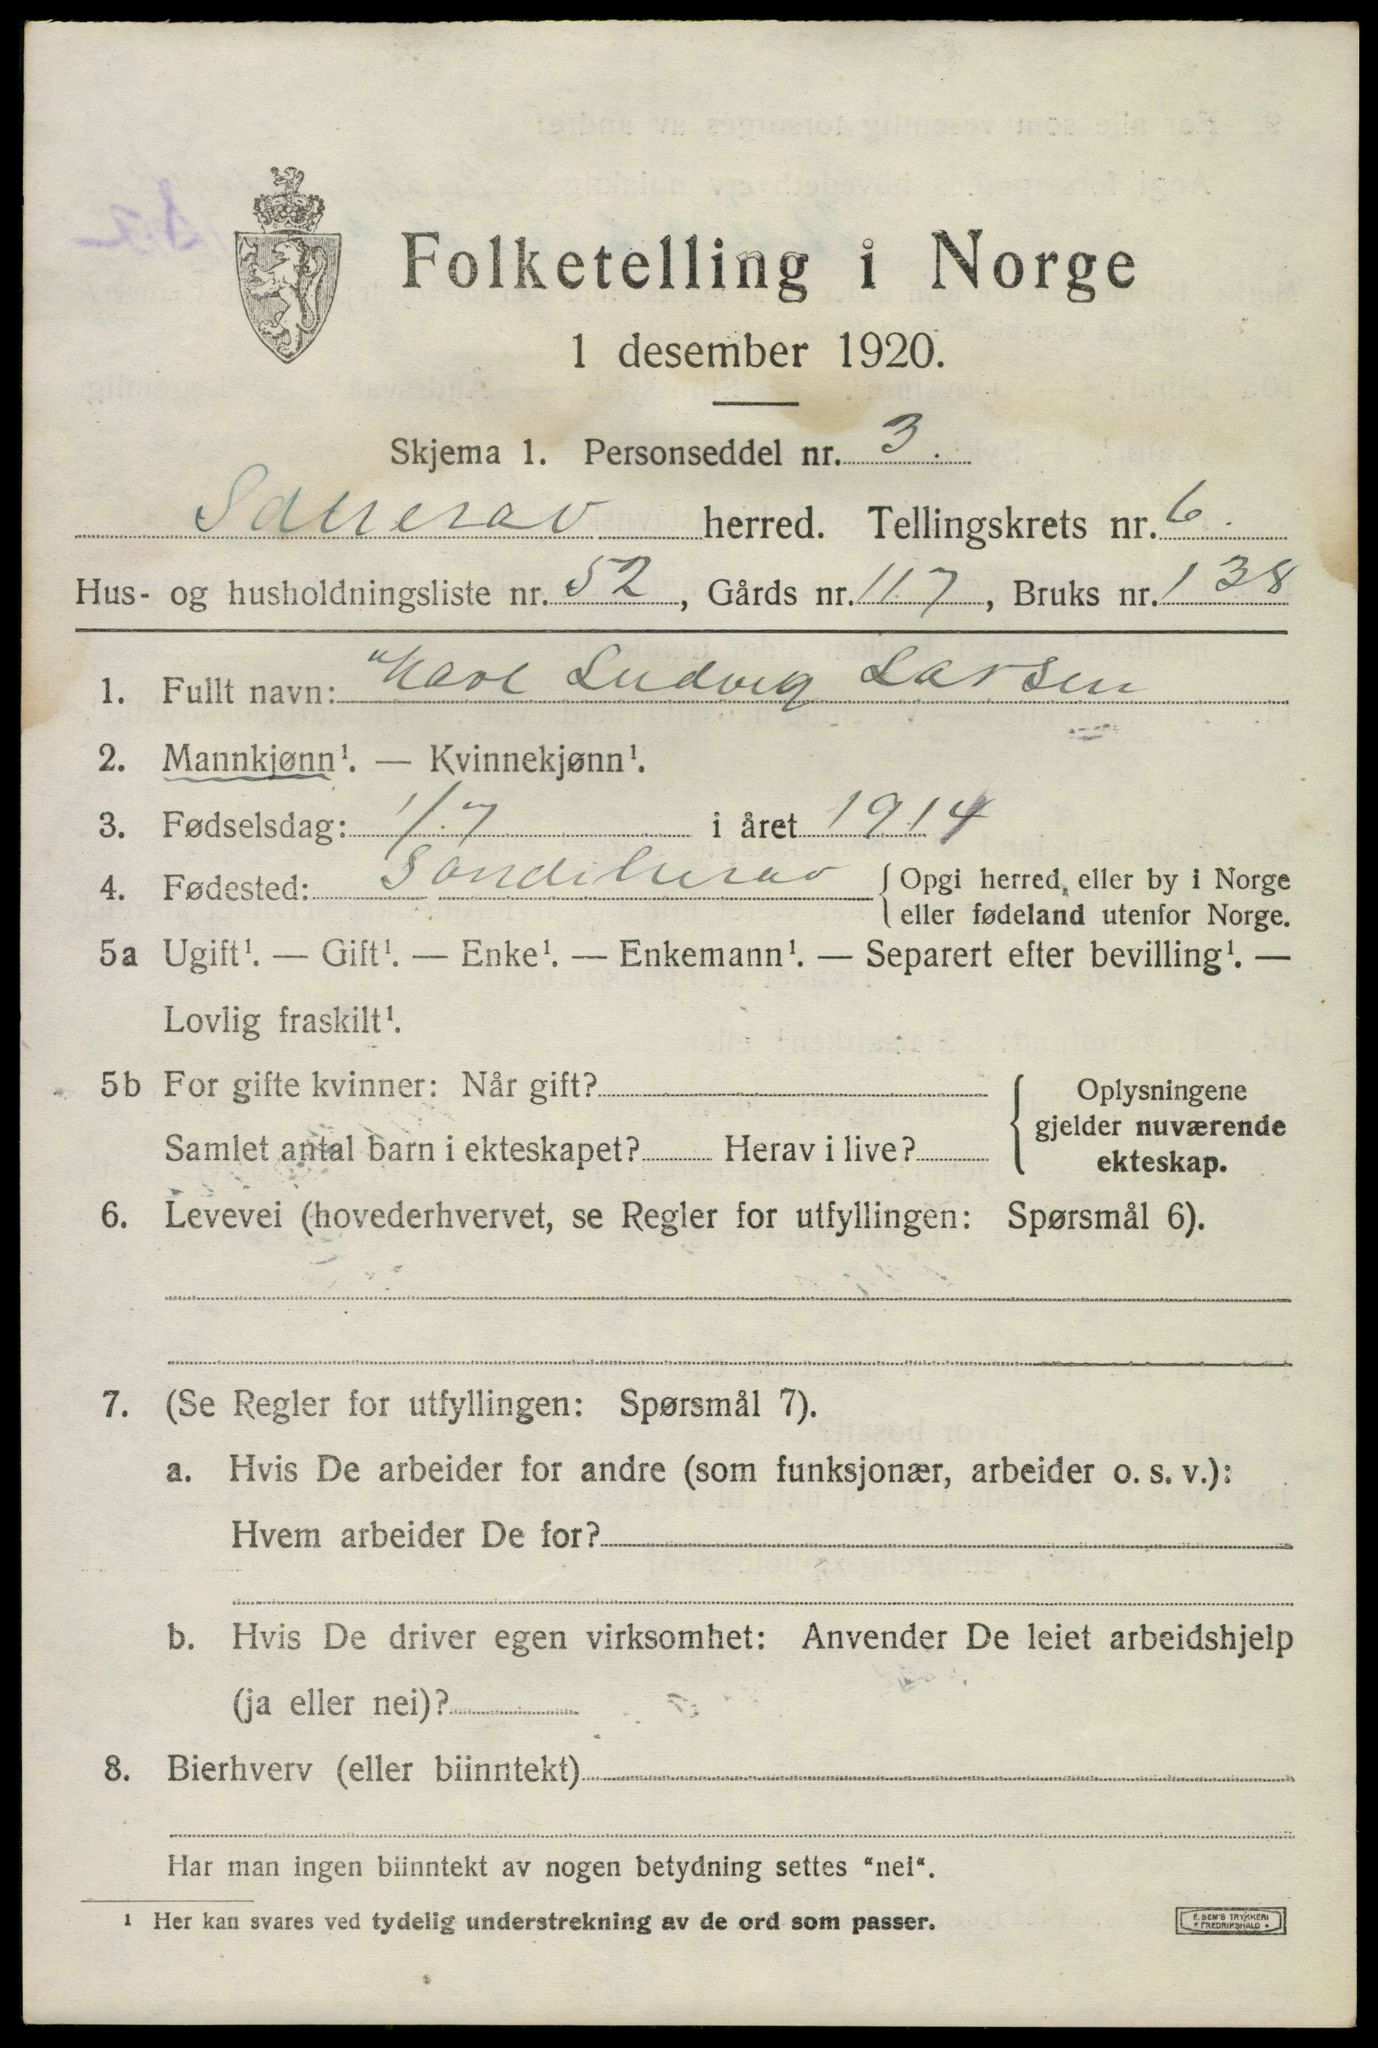 Folketelling i Norge
1 desember 1920.
Skjema 1. Personseddel nr. 3.
herred. Tellingskrets nr. 6.
Hus- og husholdningsliste nr. 52, Gårds nr. 117, Bruks nr. 138
1. Fullt navn: Karl Ludvig Larsen
2. Mannkjønn¹. — Kvinnekjønn¹.
3. Fødselsdag: 1/7 i året 1914
4. Fødested: { Opgi herred, eller by i Norge
eller fødeland utenfor Norge.
5a Ugift¹. — Gift¹. — Enke¹. — Enkemann¹. — Separert efter bevilling¹. —
Lovlig fraskilt¹.
5b For gifte kvinner: Når gift?
Samlet antal barn i ekteskapet? Herav i live?
{ Oplysningene
gjelder nuværende
ekteskap.
6. Levevei (hovederhvervet, se Regler for utfyllingen: Spørsmål 6).
7. (Se Regler for utfyllingen: Spørsmål 7).
a. Hvis De arbeider for andre (som funksjonær, arbeider o. s. v.):
Hvem arbeider De for?
b. Hvis De driver egen virksomhet: Anvender De leiet arbeidshjelp
(ja eller nei)?
8. Bierhverv (eller biinntekt)
Har man ingen biinntekt av nogen betydning settes "nei".
¹ Her kan svares ved tydelig understrekning av de ord som passer.
E. SEM'S TRYKKERI
FREDRIKSHALD